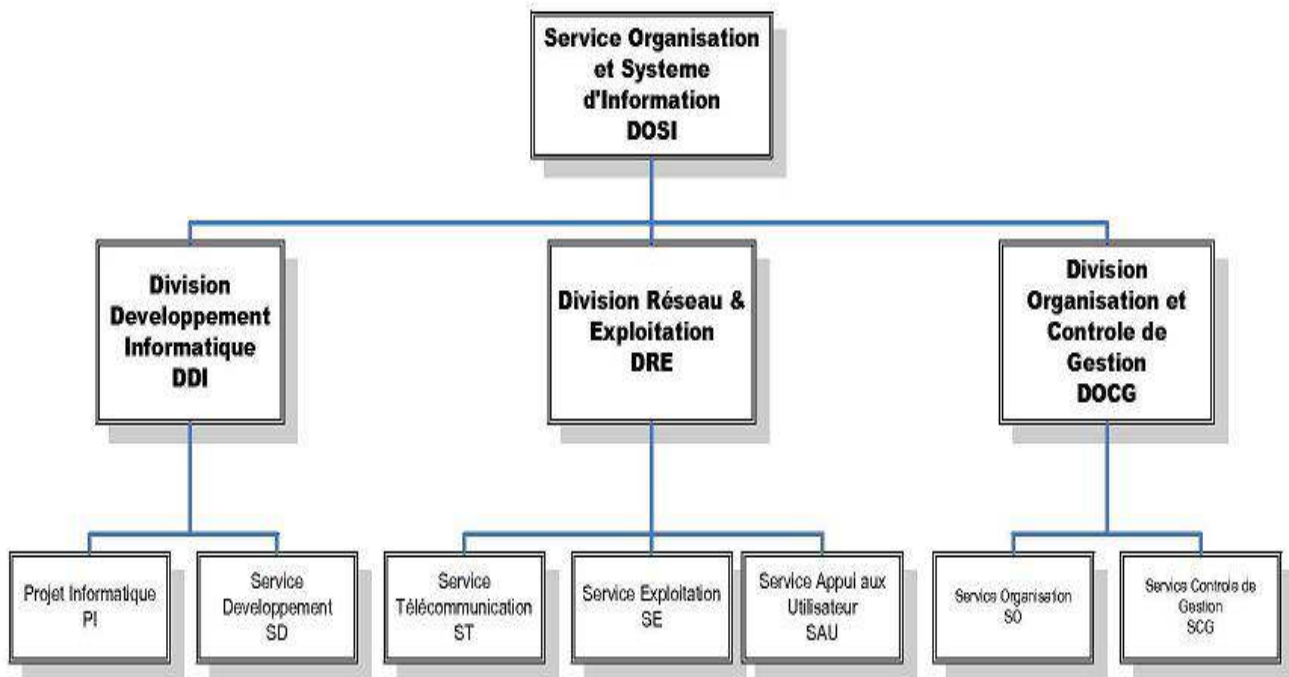 Service Organisation
et Systeme
d'Information
DOSI
Division
Developpement
Informatique
DDI
Division Réseau &
Exploitation
DRE
Division
Organisation et
Controle de
Gestion
DOCG
Projet Informatique
PI
Service
Developpement
SD
Service
Télécommunication
ST
Service Exploitation
SE
Service Appui aux
Utilisateur
SAU
Service Organisation
SO
Service Controle de
Gestion
SCG